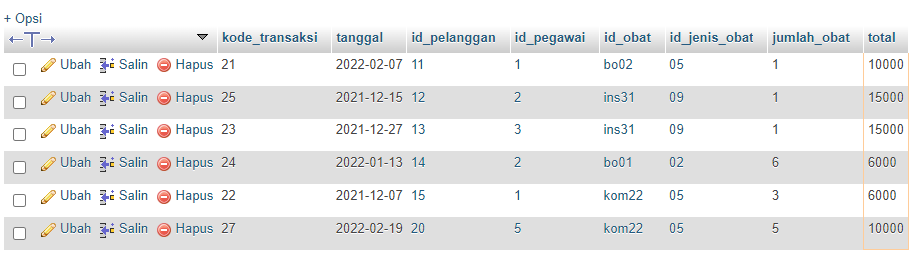 + Opsi
←T→ kode_transaksi tanggal id_pelanggan id_pegawai id_obat id_jenis_obat jumlah_obat total
Ubah Salin Hapus 21 2022-02-07 11 1 bo02 05 1 10000
Ubah Salin Hapus 25 2021-12-15 12 2 ins31 09 1 15000
Ubah Salin Hapus 23 2021-12-27 13 3 ins31 09 1 15000
Ubah Salin Hapus 24 2022-01-13 14 2 bo01 02 6 6000
Ubah Salin Hapus 22 2021-12-07 15 1 kom22 05 3 6000
Ubah Salin Hapus 27 2022-02-19 20 5 kom22 05 5 10000